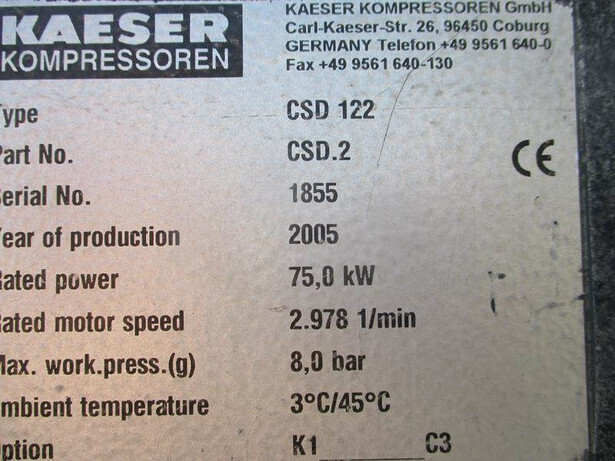 KAESER
KOMPRESSOREN
KAESER KOMPRESSOREN GmbH
Carl-Kaeser-Str. 26, 96450 Coburg
GERMANY Telefon +49 9561 640-0
Fax +49 9561 640-130
ype CSD 122
art No. CSD.2
CE
erial No. 1855
ear of production 2005
ated power 75,0 kW
ated motor speed 2.978 1/min
ax. work.press.(g) 8,0 bar
mbient temperature 3°C/45°C
ption K1 C3